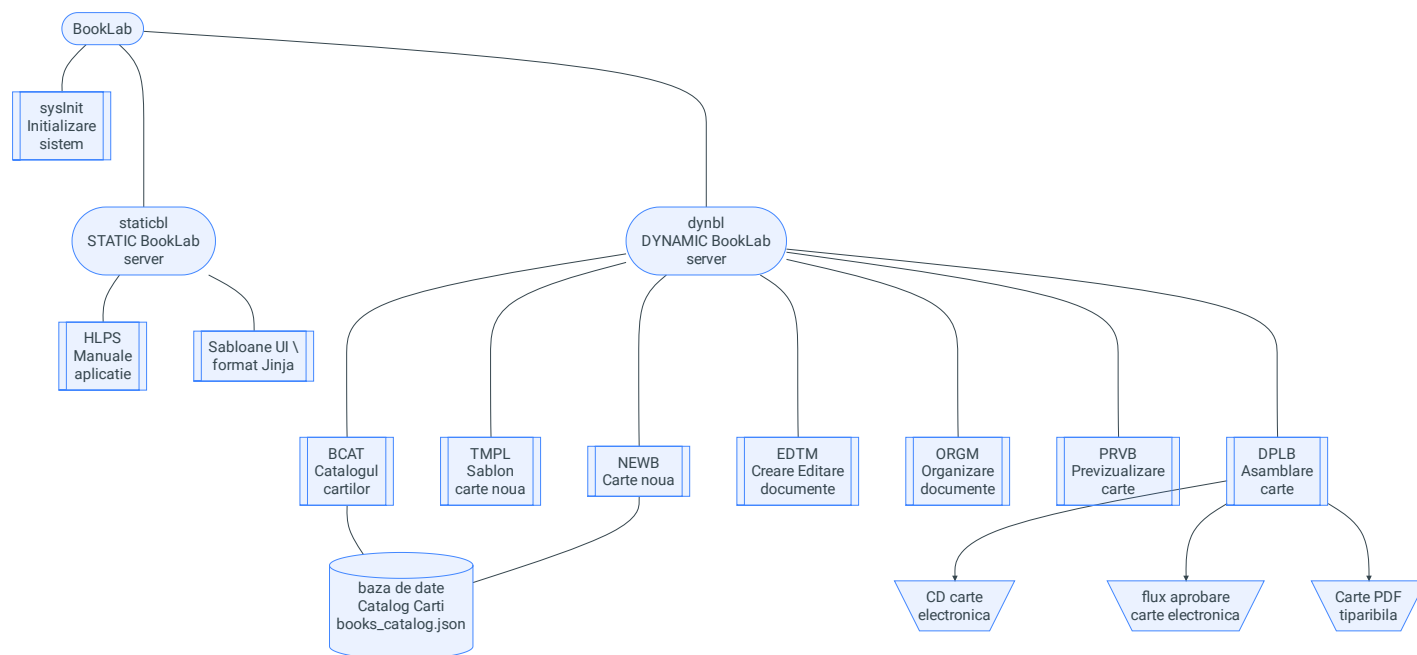 BookLab
sysInit
Initializare
sistem
staticbl
STATIC BookLab
server
dynbl
DYNAMIC BookLab
server
HLPS
Manuale
aplicatie
Sabloane UI \
format Jinja
BCAT
Catalogul
cartilor
TMPL
Sablon
carte noua
NEWB
Carte noua
EDTM
Creare Editare
documente
ORGM
Organizare
documente
PRVB
Previzualizare
carte
DPLB
Asamblare
carte
baza de date
Catalog Carti
books_catalog.json
CD carte
electronica
flux aprobare
carte electronica
Carte PDF
tiparibila